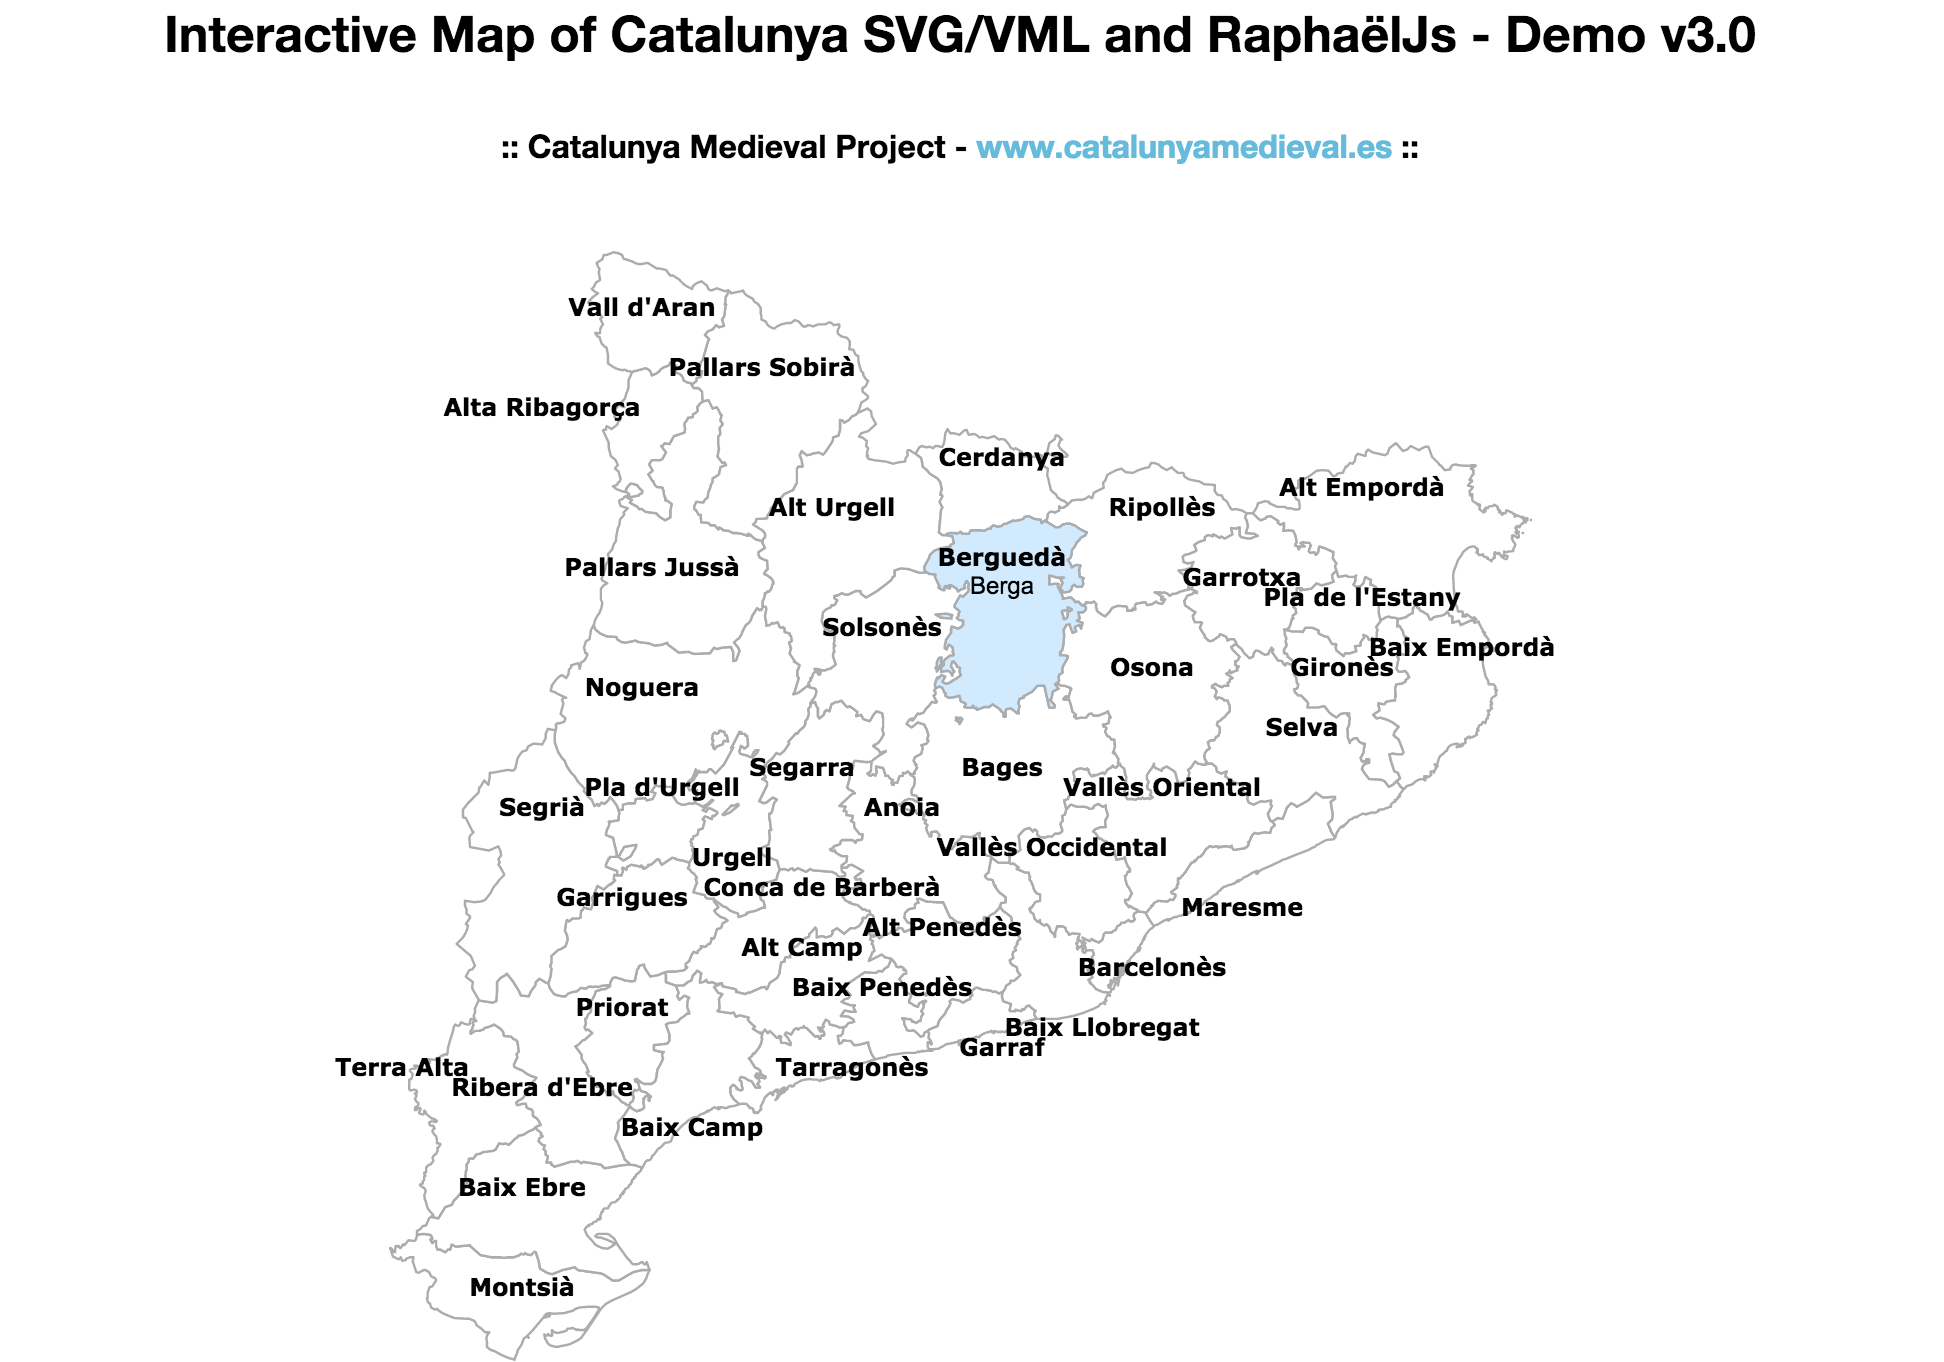 Interactive Map of Catalunya SVG/VML and RaphaëlJs - Demo v3.0
:: Catalunya Medieval Project - www.catalunyamedieval.es ::
Vall d'Aran
Pallars Sobirà
Alta Ribagorça
Cerdanya
Alt Empordà
Alt Urgell
Ripollès
Berguedà
Pallars Jussà
Garrotxa
Berga
Pla de l'Estany
Solsonès
Baix Empordà
Osona
Gironès
Noguera
Selva
Segarra
Bages
Pla d'Urgell
Vallès Oriental
Segrià
Anoia
Vallès Occidental
Urgell
Conca de Barberà
Garrigues
Maresme
Alt Penedès
Alt Camp
Barcelonès
Baix Penedès
Priorat
Baix Llobregat
Garraf
Terra Alta
Tarragonès
Ribera d'Ebre
Baix Camp
Baix Ebre
Montsià